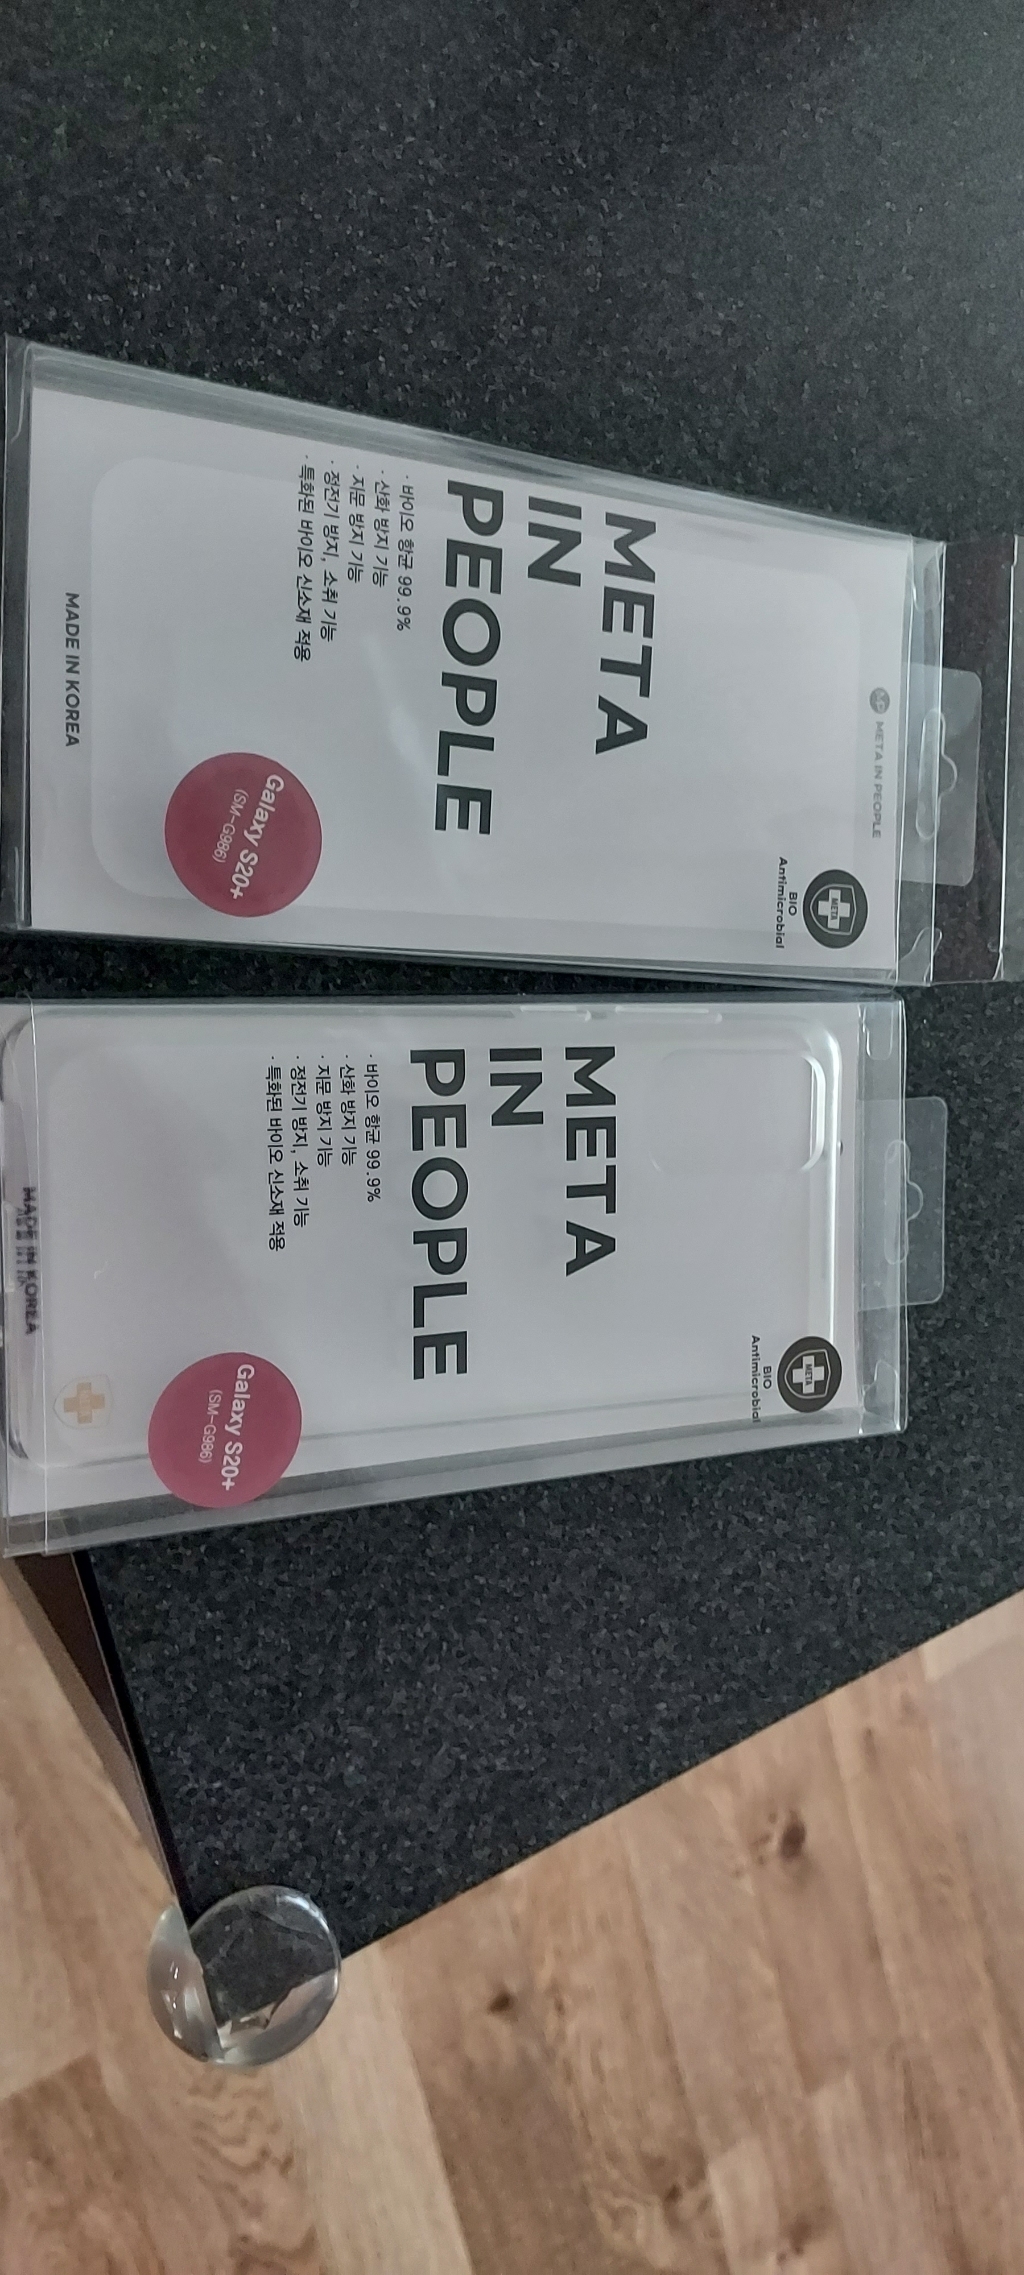 META IN PEOPLE
BIO
Antimicrobial
META
META
IN
PEOPLE
· 바이오 항균 99.9%
· 산화 방지 기능
· 지문 방지 기능
· 정전기 방지, 소취 기능
· 특화된 바이오 신소재 적용
Galaxy S20+
(SM-G986)
MADE IN KOREA
BIO
Antimicrobial
META
META
IN
PEOPLE
· 바이오 항균 99.9%
· 산화 방지 기능
· 지문 방지 기능
· 정전기 방지, 소취 기능
· 특화된 바이오 신소재 적용
Galaxy S20+
(SM-G986)
MADE IN KOREA